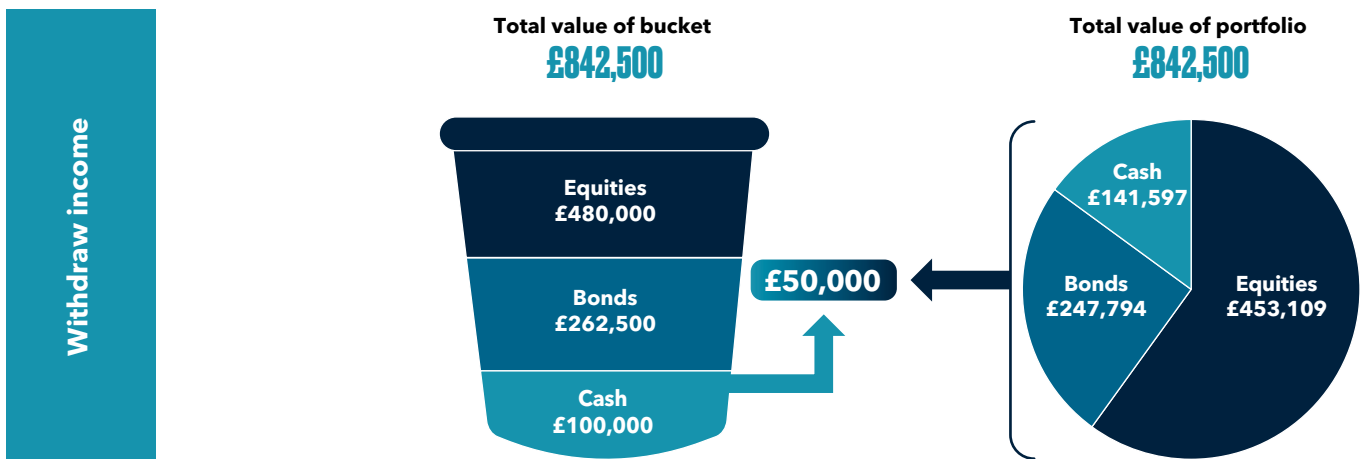 Withdraw income
Total value of bucket
£842,500
Equities
£480,000
Bonds
£262,500
Cash
£100,000
£50,000
Total value of portfolio
£842,500
Cash
£141,597
Bonds
£247,794
Equities
£453,109